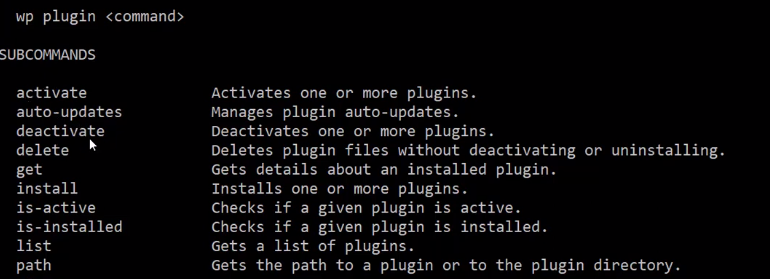 wp plugin <command>
SUBCOMMANDS
activate Activates one or more plugins.
auto-updates Manages plugin auto-updates.
deactivate Deactivates one or more plugins.
delete Deletes plugin files without deactivating or uninstalling.
get Gets details about an installed plugin.
install Installs one or more plugins.
is-active Checks if a given plugin is active.
is-installed Checks if a given plugin is installed.
list Gets a list of plugins.
path Gets the path to a plugin or to the plugin directory.